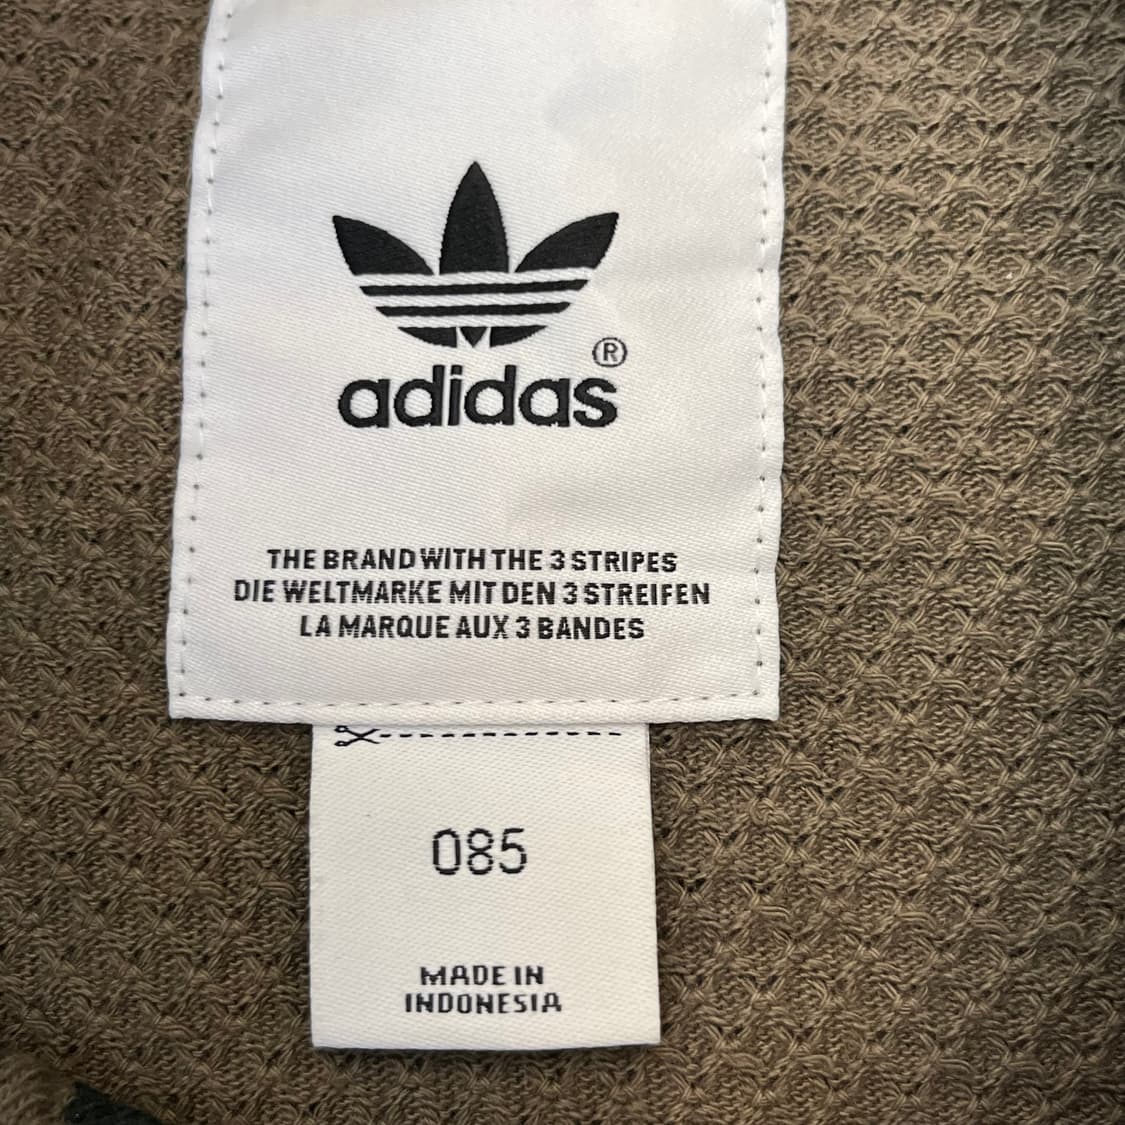 adidas®
THE BRAND WITH THE 3 STRIPES
DIE WELTMARKE MIT DEN 3 STREIFEN
LA MARQUE AUX 3 BANDES
085
MADE IN
INDONESIA